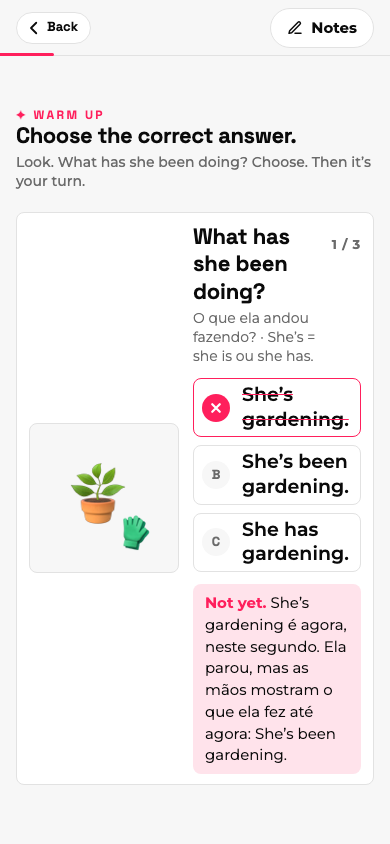 Back
Notes
WARM UP
Choose the correct answer.
Look. What has she been doing? Choose. Then it's
your turn.
What has
she been
doing?
1 / 3
O que ela andou
fazendo? · She's =
she is ou she has.
She's
gardening.
B
She's been
gardening.
C
She has
gardening.
Not yet. She's
gardening é agora,
neste segundo. Ela
parou, mas as
mãos mostram o
que ela fez até
agora: She's been
gardening.